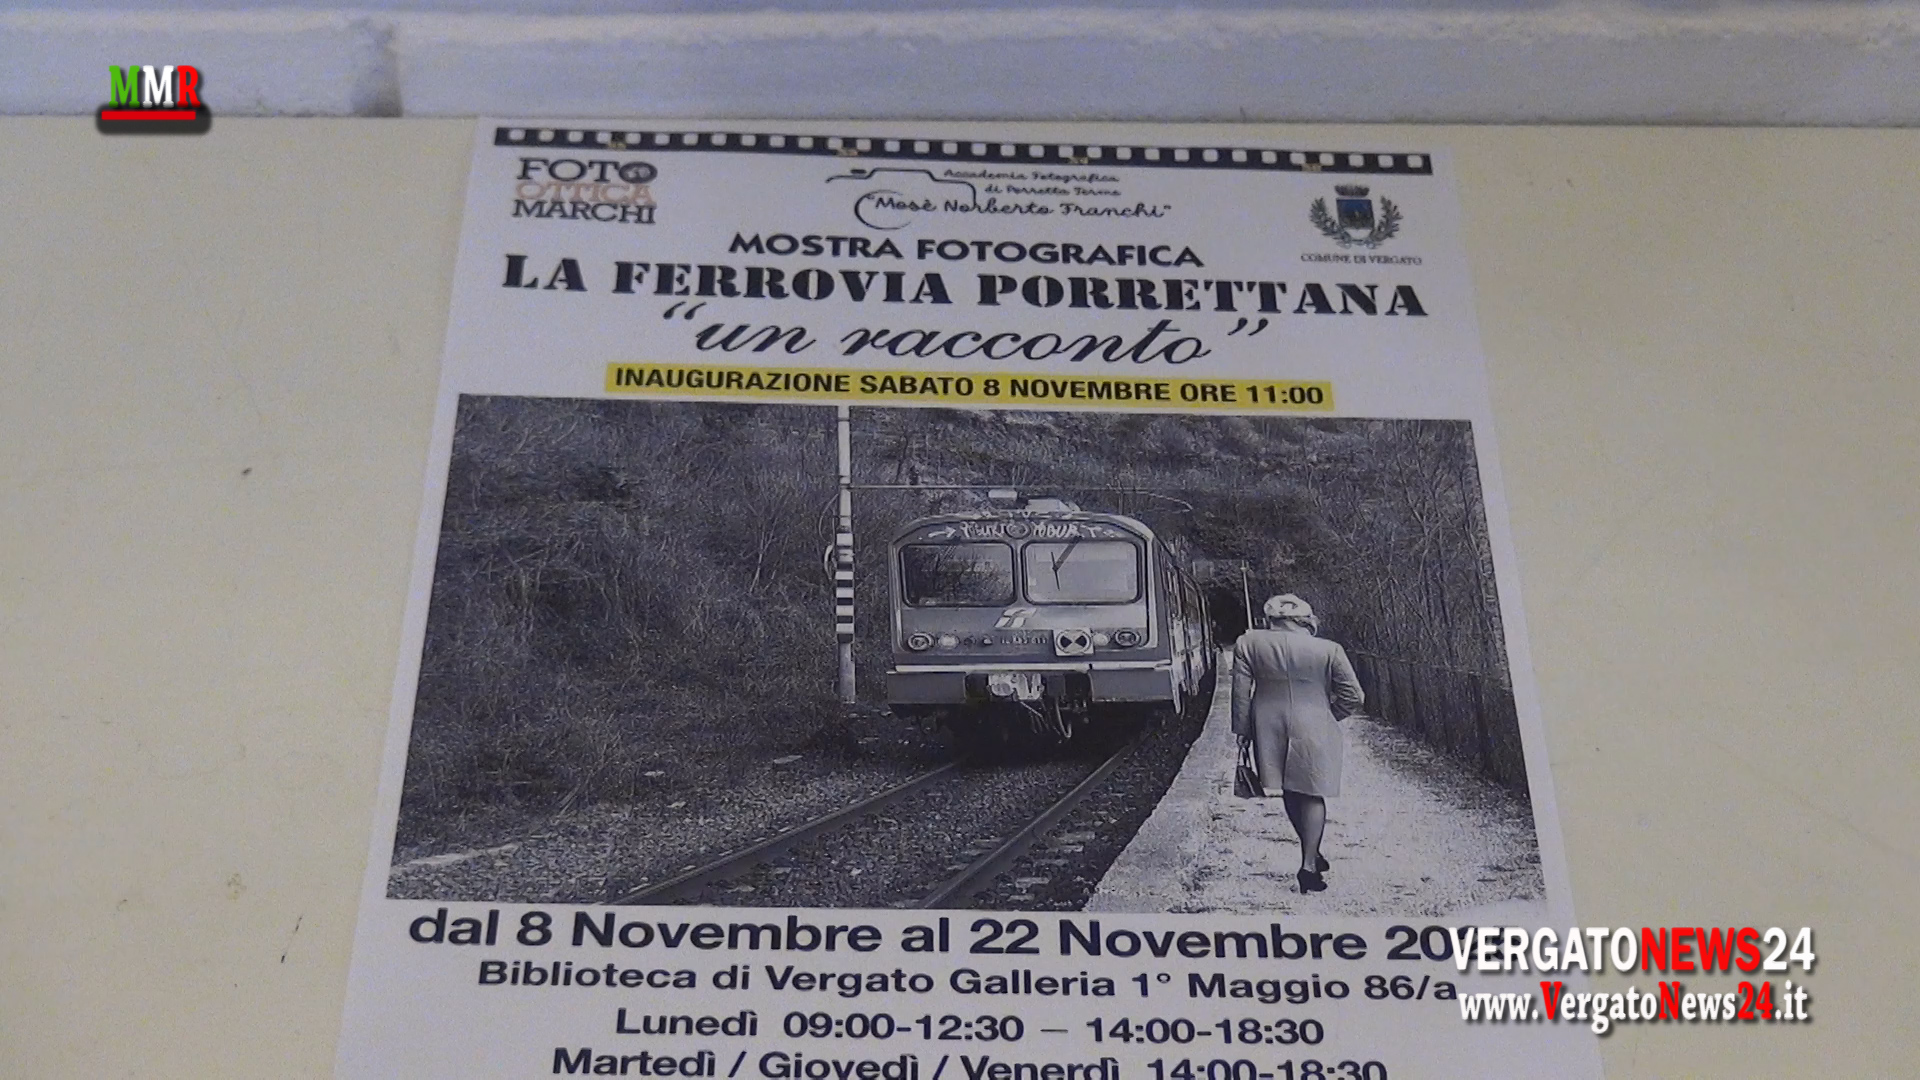 MMR
FOTO
OTTICA
MARCHI
Accademia Fotografica
di Porretta Terme
"Mosè Norberto Franchi"
COMUNE DI VERGATO
MOSTRA FOTOGRAFICA
LA FERROVIA PORRETTANA
"un racconto"
INAUGURAZIONE SABATO 8 NOVEMBRE ORE 11:00
dal 8 Novembre al 22 Novembre
Biblioteca di Vergato Galleria 1° Maggio 86/a
Lunedì 09:00-12:30 – 14:00-18:30
Martedì / Giovedì / Venerdì 14:00-18:30
VERGATONEWS24
www.VergatoNews24.it